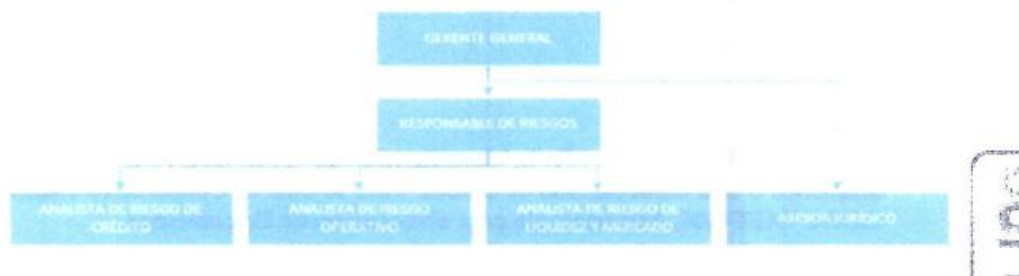 GERENTE GENERAL
RESPONSABLE DE RIESGOS
ANALISTA DE RIESGO DE
CRÉDITO
ANALISTA DE RIESGO
OPERATIVO
ANALISTA DE RIESGO DE
LIQUIDEZ Y MERCADO
ASESOR JURÍDICO